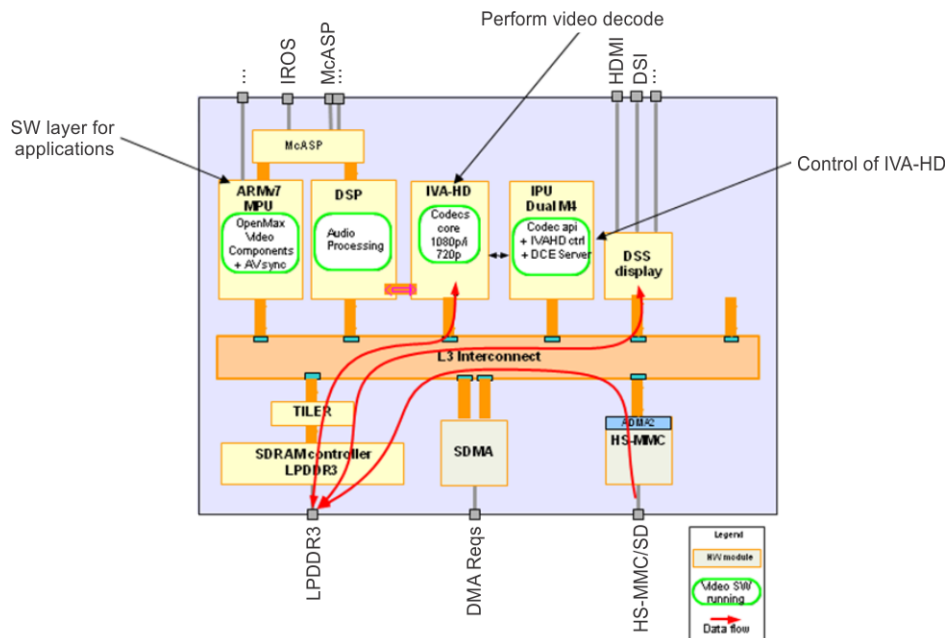 Perform video decode
...
IROS
McASP
...
HDMI
DSI
...
SW layer for
applications
Control of IVA-HD
McASP
ARMv7
MPU
OpenMax
Video
Components
+ AVsync
DSP
Audio
Processing
IVA-HD
Codecs
core
1080p/i
720p
IPU
Dual M4
Codec api
+ IVAHD ctrl
+ DCE Server
DSS
display
L3 Interconnect
TILER
SDRAM controller
LPDDR3
SDMA
ADMA2
HS-MMC
LPDDR3
DMA Reqs
HS-MMC/SD
Legend
HW module
Video SW
running
Data flow